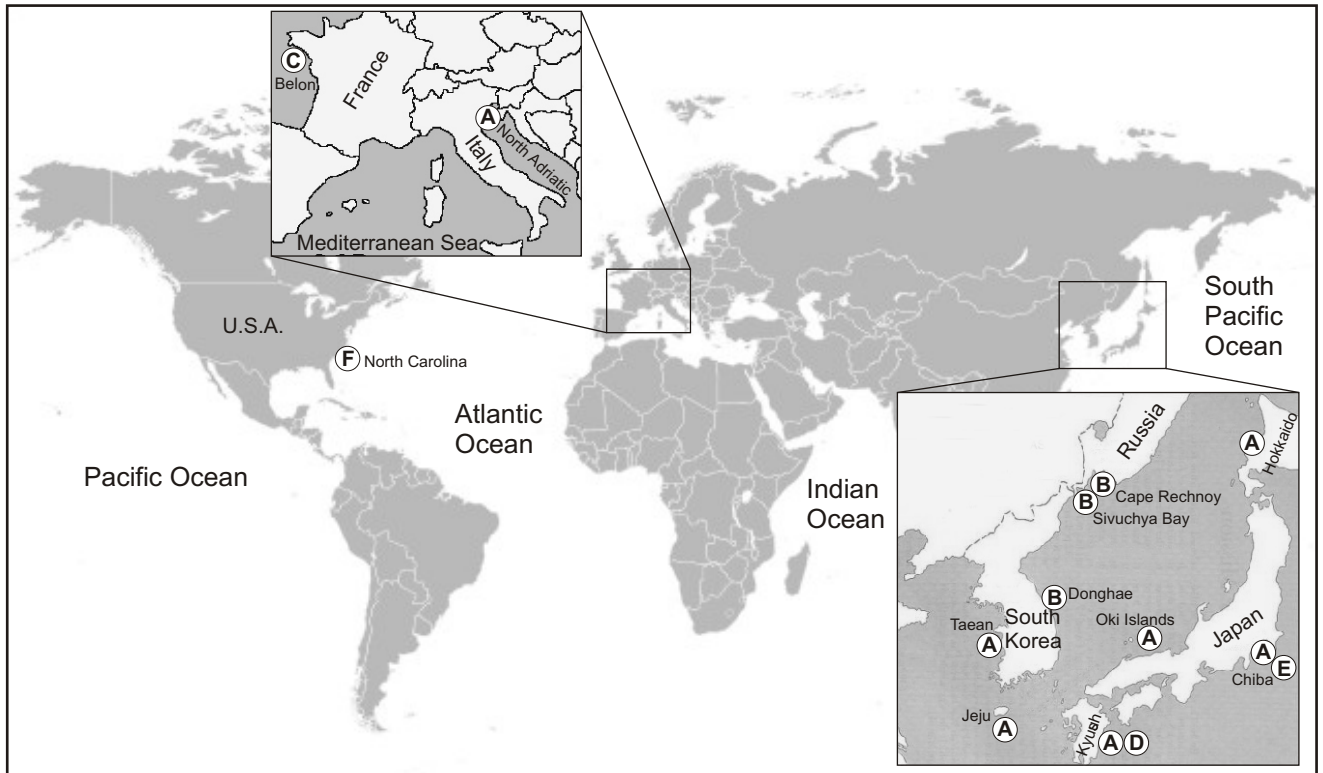 C
Belon
France
A
North Adriatic
Italy
Mediterranean Sea
U.S.A.
F
North Carolina
Atlantic
Ocean
Pacific Ocean
Indian
Ocean
South
Pacific
Ocean
Russia
A
Hokkaido
B
Cape Rechnoy
B
Sivuchya Bay
B
Donghae
Taean
A
South
Korea
Oki Islands
A
Japan
A
E
Chiba
Jeju
A
Kyush
A
D